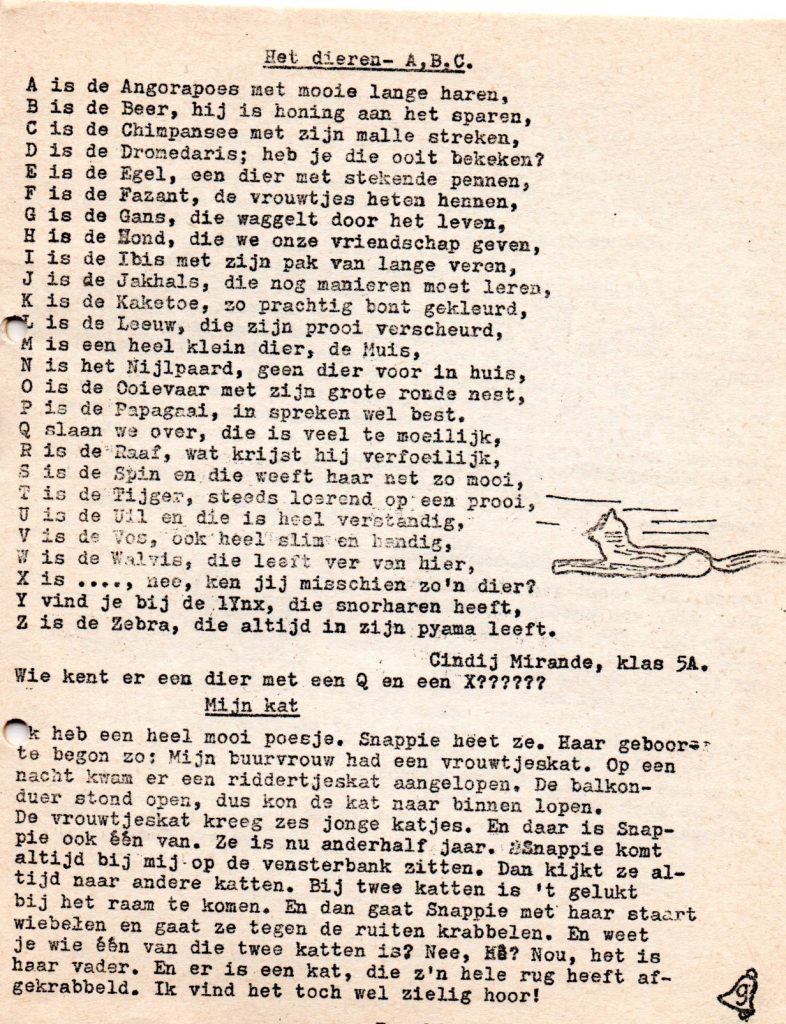 Het dieren- A,B,C.
A is de Angorapoes met mooie lange haren,
B is de Beer, hij is honing aan het sparen,
C is de Chimpansee met zijn malle streken,
D is de Dromedaris; heb je die ooit bekeken?
E is de Egel, een dier met stekende pennen,
F is de Fazant, de vrouwtjes heten hennen,
G is de Gans, die waggelt door het leven,
H is de Hond, die we onze vriendschap geven,
I is de Ibis met zijn pak van lange veren,
J is de Jakhals, die nog manieren moet leren,
K is de Kaketoe, zo prachtig bont gekleurd,
L is de Leeuw, die zijn prooi verscheurd,
M is een heel klein dier, de Muis,
N is het Nijlpaard, geen dier voor in huis,
O is de Ooievaar met zijn grote ronde nest,
P is de Papagaai, in spreken wel best.
Q slaan we over, die is veel te moeilijk,
R is de Raaf, wat krijst hij verfoeilijk,
S is de Spin en die weeft haar net zo mooi,
T is de Tijger, steeds loerend op een prooi,
U is de Uil en die is heel verstandig,
V is de Vos, ook heel slim en handig,
W is de Walvis, die leeft ver van hier,
X is ...., nee, ken jij misschien zo'n dier?
Y vind je bij de lYnx, die snorharen heeft,
Z is de Zebra, die altijd in zijn pyama leeft.
Cindij Mirande, klas 5A.
Wie kent er een dier met een Q en een X??????
Mijn kat
k heb een heel mooi poesje. Snappie heet ze. Haar geboor
te begon zo: Mijn buurvrouw had een vrouwtjeskat. Op een
nacht kwam er een riddertjeskat aangelopen. De balkon-
duer stond open, dus kon de kat naar binnen lopen.
De vrouwtjeskat kreeg zes jonge katjes. En daar is Snap-
pie ook één van. Ze is nu anderhalf jaar. Snappie komt
altijd bij mij op de vensterbank zitten. Dan kijkt ze al-
tijd naar andere katten. Bij twee katten is 't gelukt
bij het raam te komen. En dan gaat Snappie met haar staart
wiebelen en gaat ze tegen de ruiten krabbelen. En weet
je wie één van die twee katten is? Nee, Hè? Nou, het is
haar vader. En er is een kat, die z'n hele rug heeft af-
gekrabbeld. Ik vind het toch wel zielig hoor!
9